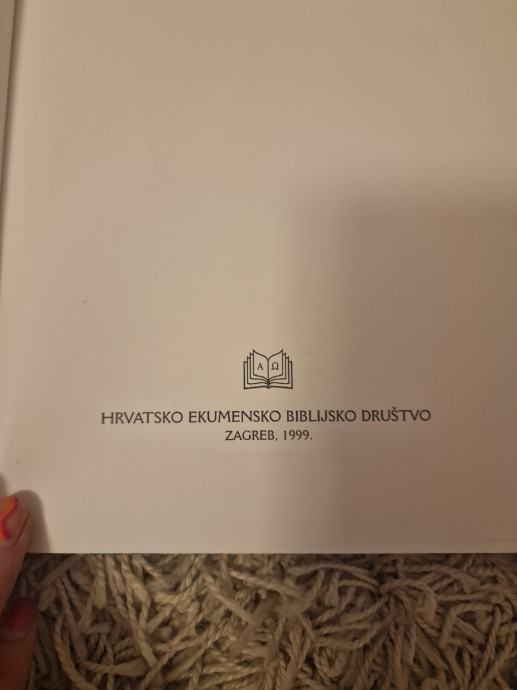 Α Ω
HRVATSKO EKUMENSKO BIBLIJSKO DRUŠTVO
ZAGREB, 1999.